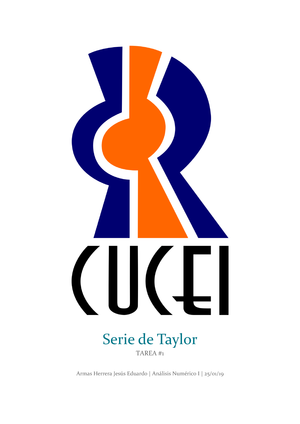 CUCEI
Serie de Taylor
TAREA #1
Armas Herrera Jesús Eduardo | Análisis Numérico I | 25/01/19